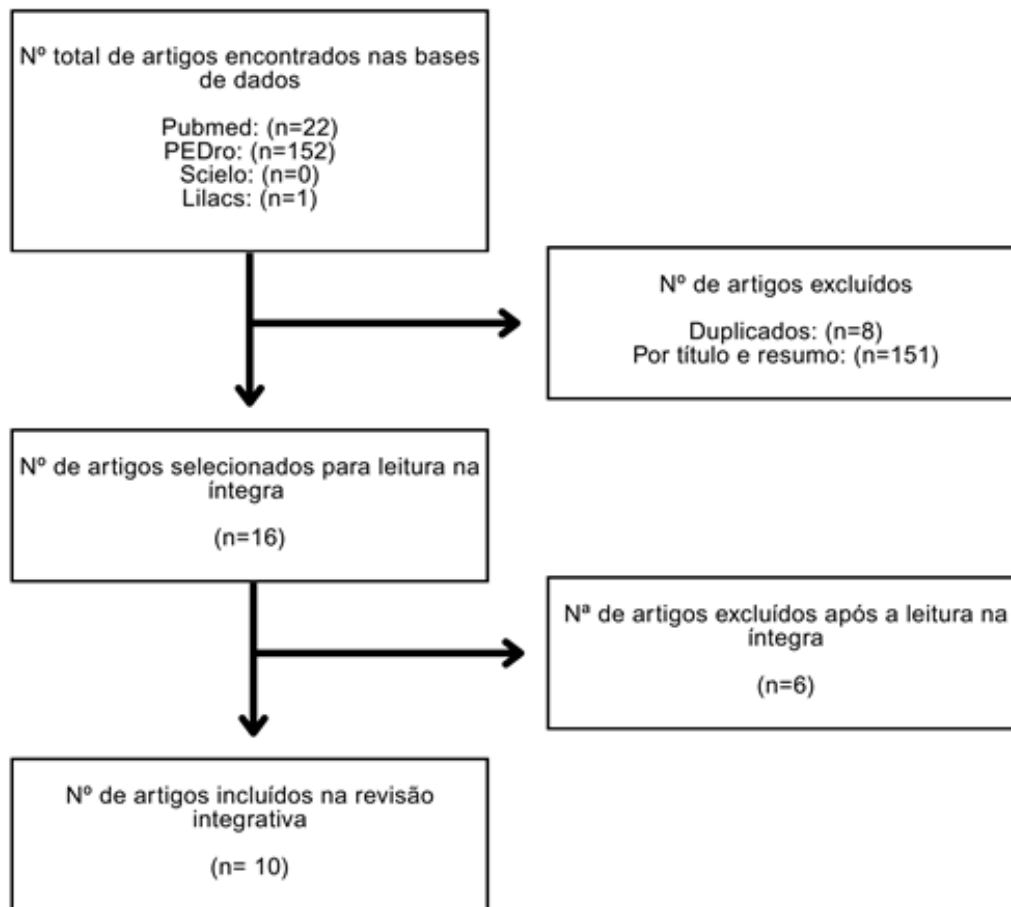 Nº total de artigos encontrados nas bases
de dados
Pubmed: (n=22)
PEDro: (n=152)
Scielo: (n=0)
Lilacs: (n=1)
Nº de artigos excluídos
Duplicados: (n=8)
Por título e resumo: (n=151)
Nº de artigos selecionados para leitura na
íntegra
(n=16)
Nª de artigos excluídos após a leitura na
íntegra
(n=6)
Nº de artigos incluídos na revisão
integrativa
(n= 10)